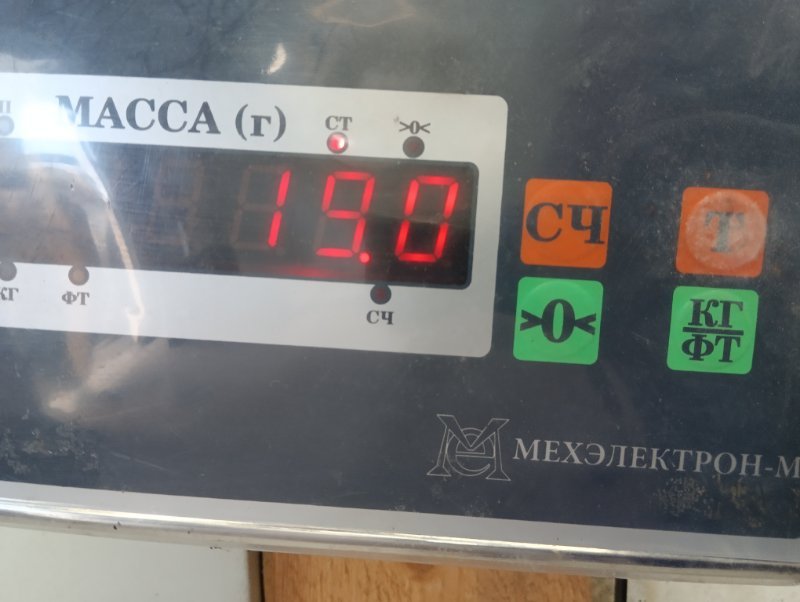 МАССА (г)
СТ
>0<
19.0
КГ
ФТ
СЧ
СЧ
Т
>0<
КГ
ФТ
МЕХЭЛЕКТРОН-М